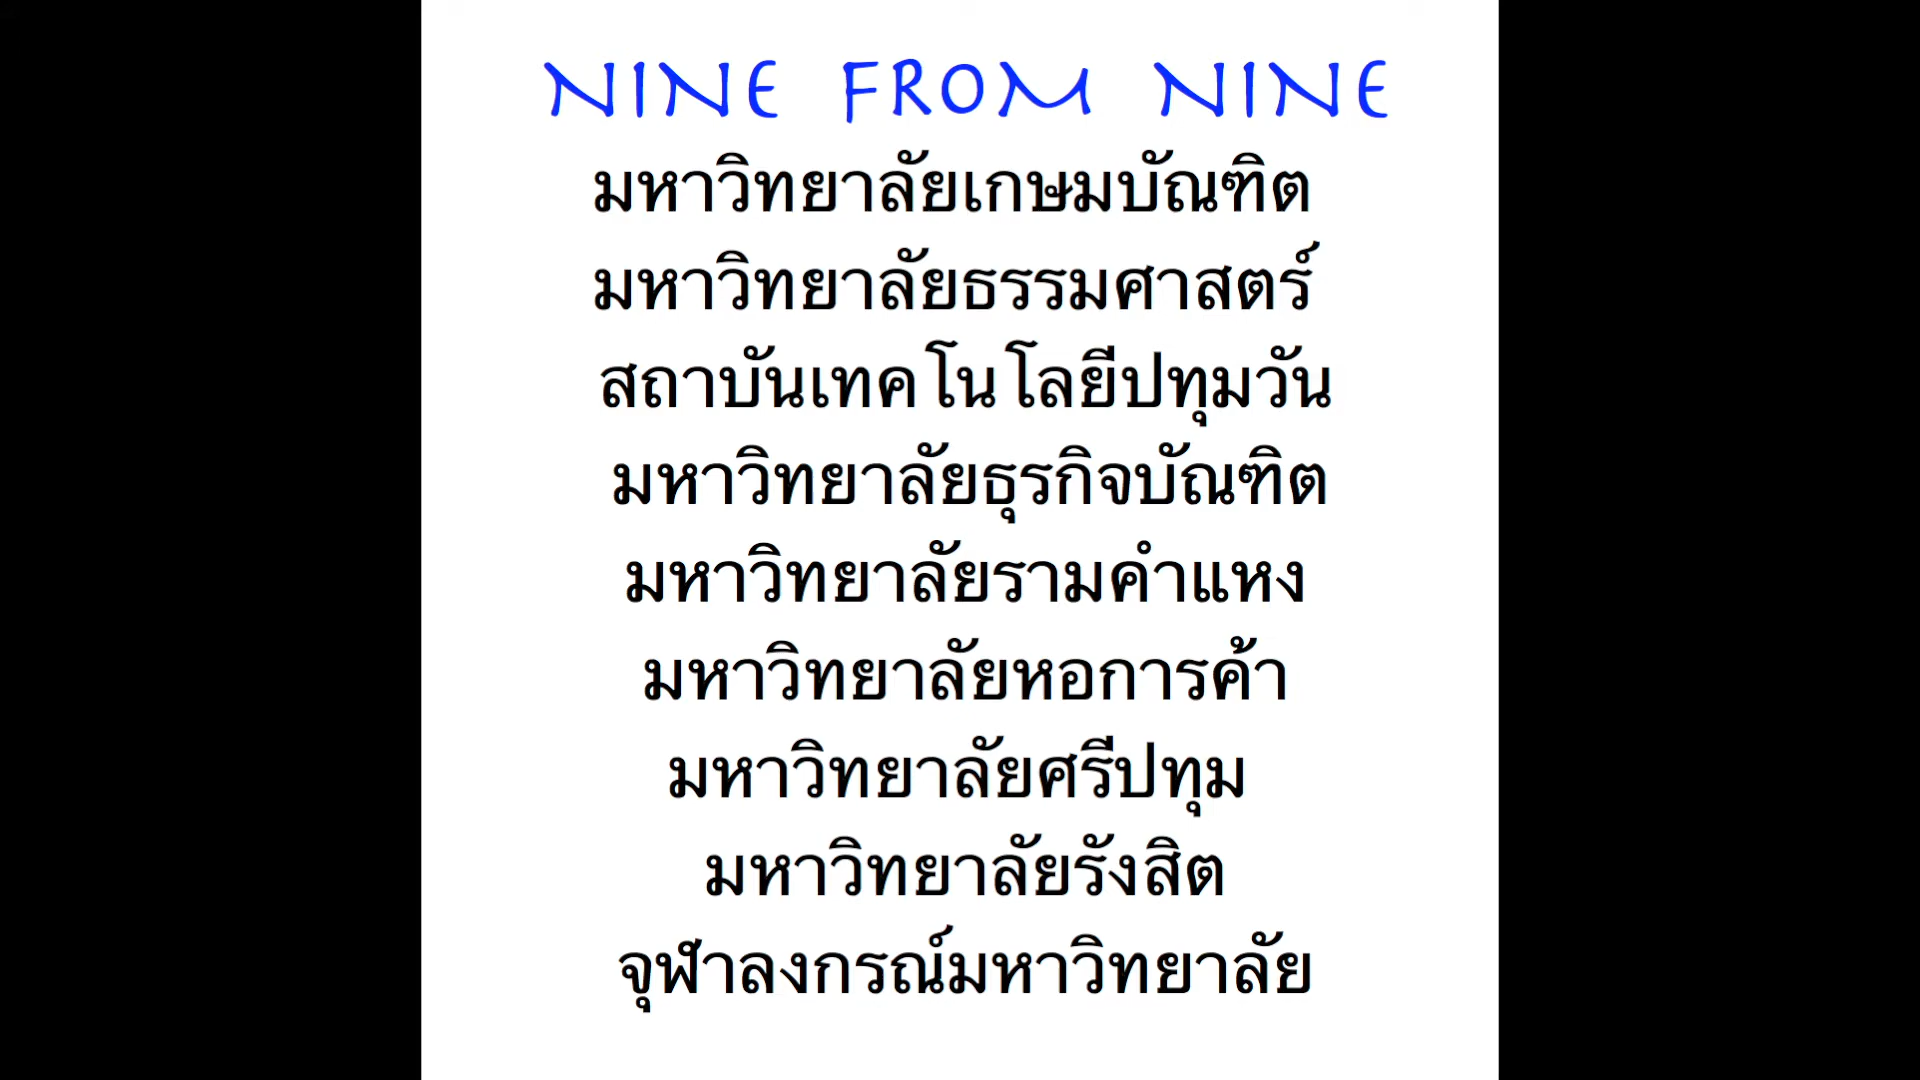 NINE FROM NINE
มหาวิทยาลัยเกษมบัณฑิต
มหาวิทยาลัยธรรมศาสตร์
สถาบันเทคโนโลยีปทุมวัน
มหาวิทยาลัยธุรกิจบัณฑิต
มหาวิทยาลัยรามคำแหง
มหาวิทยาลัยหอการค้า
มหาวิทยาลัยศรีปทุม
มหาวิทยาลัยรังสิต
จุฬาลงกรณ์มหาวิทยาลัย